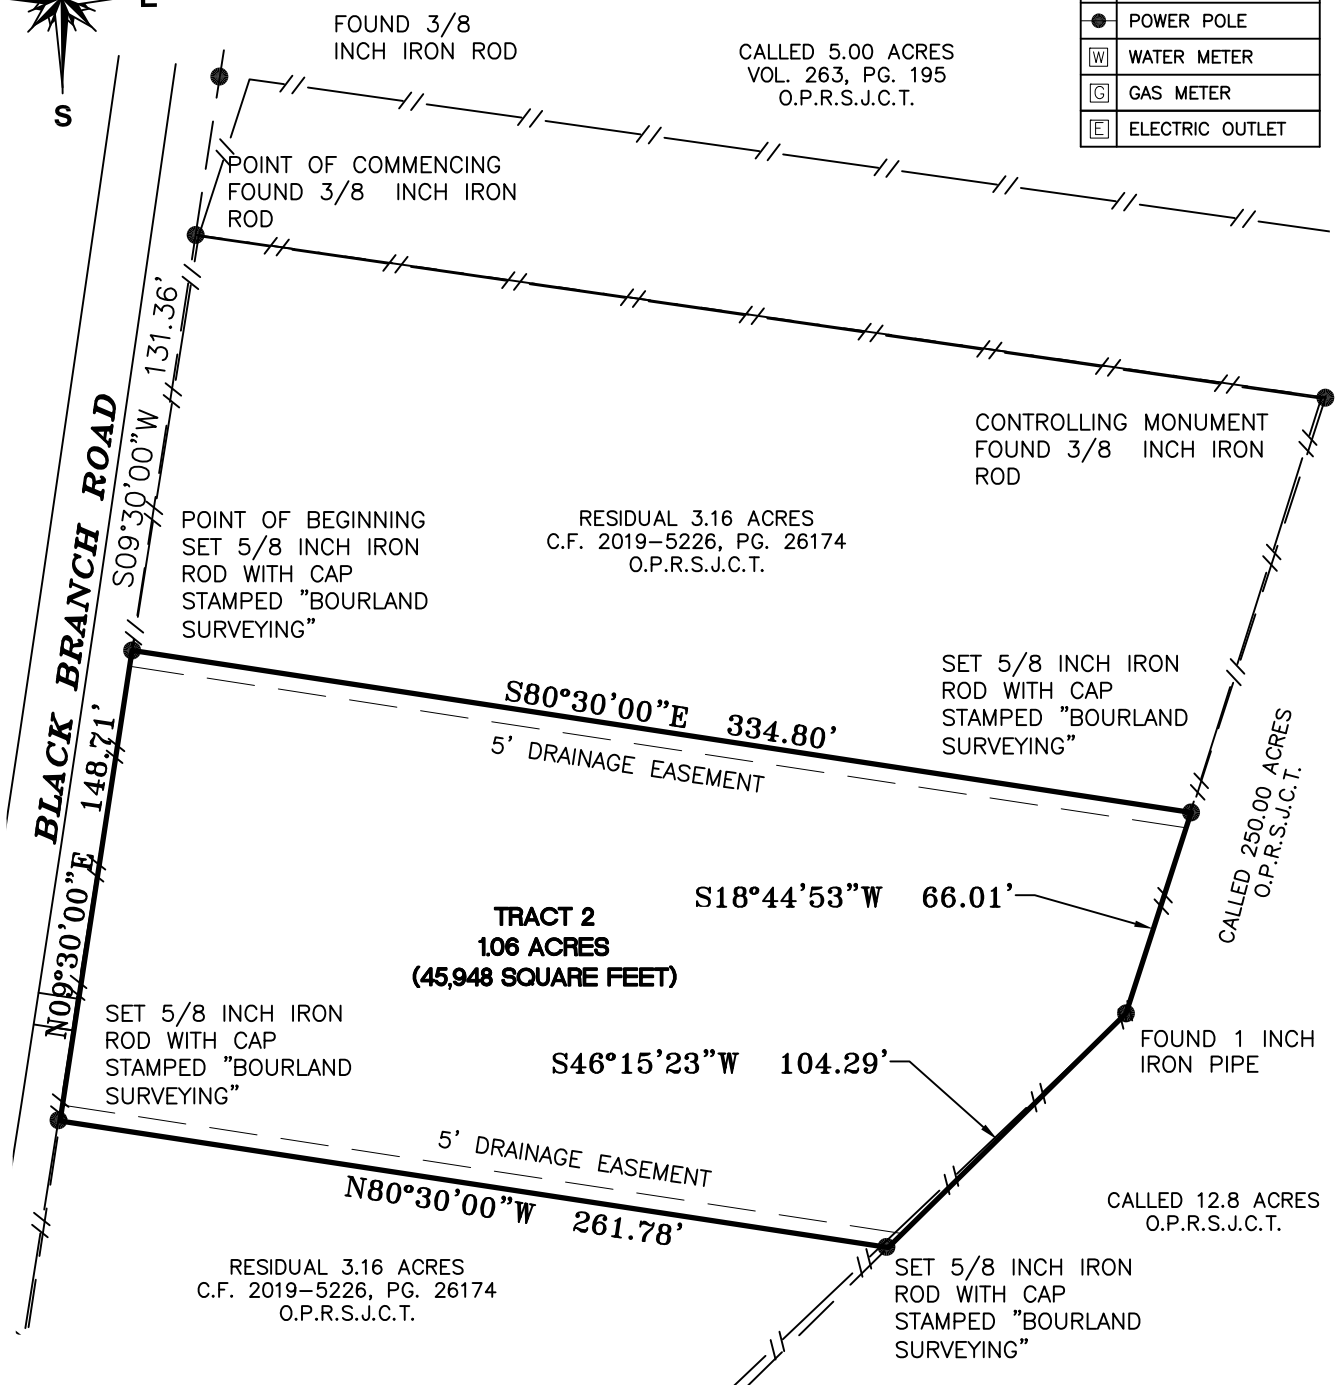 E
S
FOUND 3/8
INCH IRON ROD
CALLED 5.00 ACRES
VOL. 263, PG. 195
O.P.R.S.J.C.T.
POWER POLE
W WATER METER
G GAS METER
E ELECTRIC OUTLET
POINT OF COMMENCING
FOUND 3/8 INCH IRON
ROD
S09°30'00"W 131.36'
BLACK BRANCH ROAD
CONTROLLING MONUMENT
FOUND 3/8 INCH IRON
ROD
POINT OF BEGINNING
SET 5/8 INCH IRON
ROD WITH CAP
STAMPED "BOURLAND
SURVEYING"
RESIDUAL 3.16 ACRES
C.F. 2019-5226, PG. 26174
O.P.R.S.J.C.T.
SET 5/8 INCH IRON
ROD WITH CAP
STAMPED "BOURLAND
SURVEYING"
S80°30'00"E 334.80'
5' DRAINAGE EASEMENT
CALLED 250.00 ACRES
O.P.R.S.J.C.T.
N09°30'00"E 148.71'
S18°44'53"W 66.01'
TRACT 2
1.06 ACRES
(45,948 SQUARE FEET)
SET 5/8 INCH IRON
ROD WITH CAP
STAMPED "BOURLAND
SURVEYING"
FOUND 1 INCH
IRON PIPE
S46°15'23"W 104.29'
5' DRAINAGE EASEMENT
N80°30'00"W 261.78'
CALLED 12.8 ACRES
O.P.R.S.J.C.T.
RESIDUAL 3.16 ACRES
C.F. 2019-5226, PG. 26174
O.P.R.S.J.C.T.
SET 5/8 INCH IRON
ROD WITH CAP
STAMPED "BOURLAND
SURVEYING"